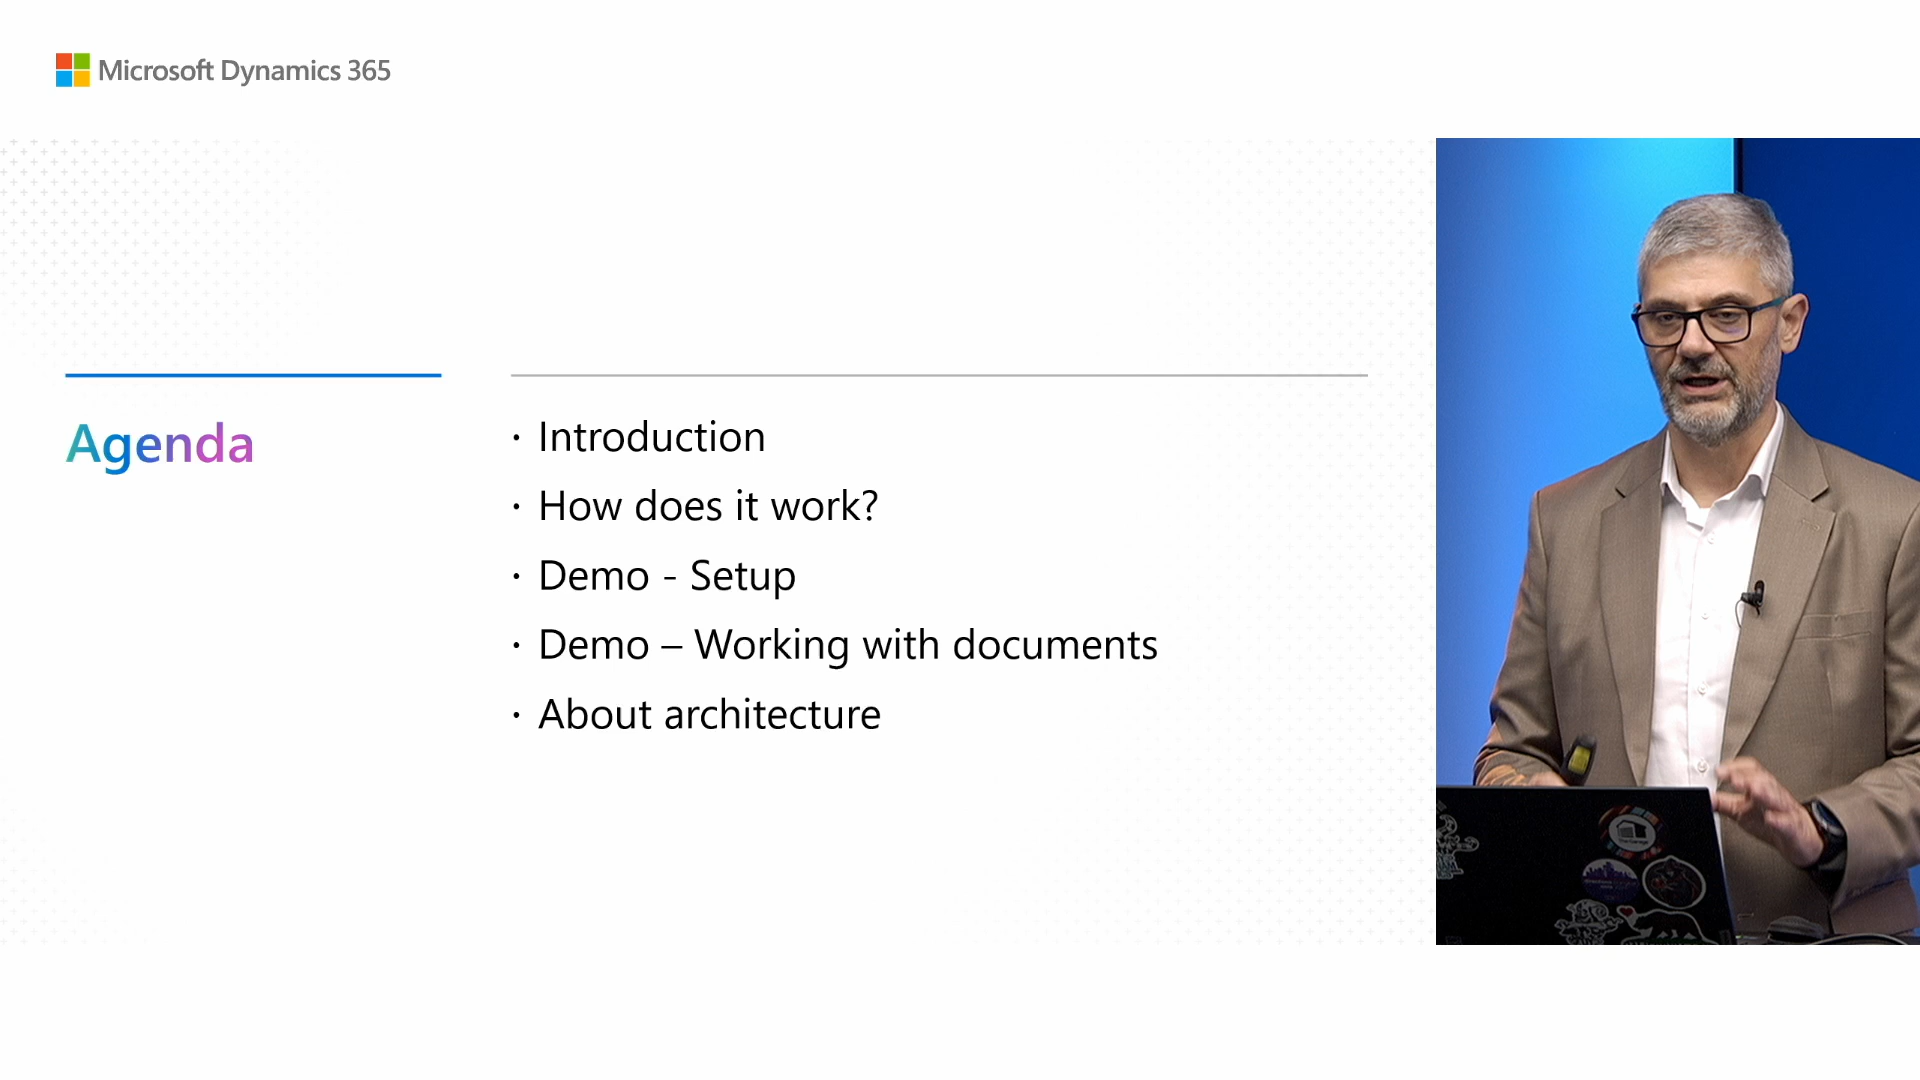 Microsoft Dynamics 365
Agenda
· Introduction
· How does it work?
· Demo - Setup
· Demo – Working with documents
· About architecture